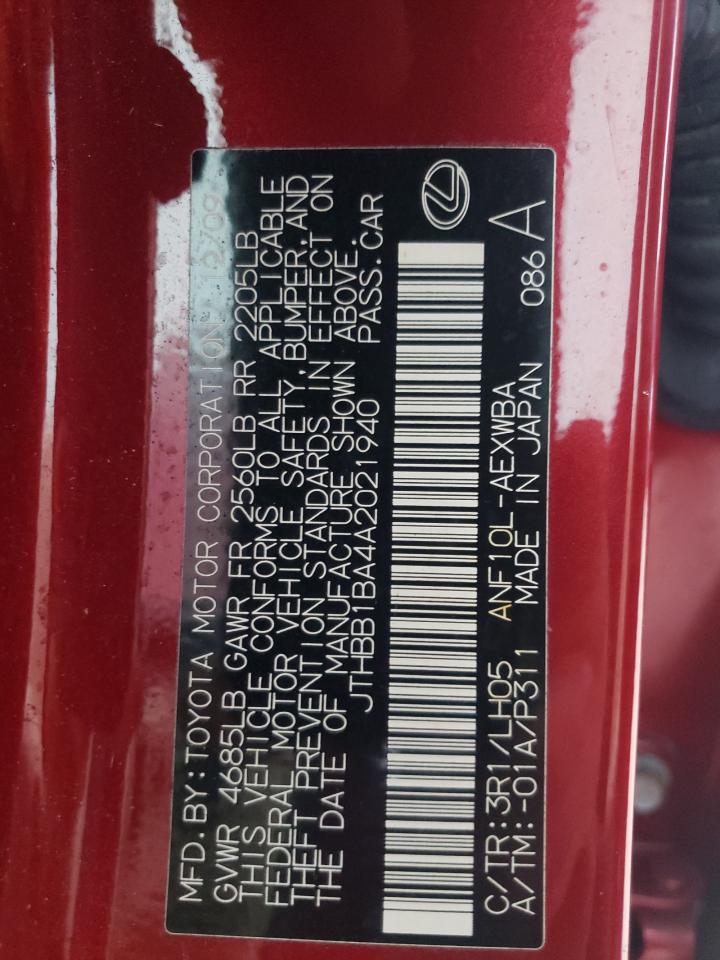 MFD.BY:TOYOTA MOTOR CORPORATION 12/09
GVWR 4685LB GAWR FR 2560LB RR 2205LB
THIS VEHICLE CONFORMS TO ALL APPLICABLE
FEDERAL MOTOR VEHICLE SAFETY,BUMPER,AND
THEFT PREVENTION STANDARDS IN EFFECT ON
THE DATE OF MANUFACTURE SHOWN ABOVE.
JTHBB1BA4A2021940 PASS.CAR
C/TR:3R1/LH05 ANF10L-AEXWBA
A/TM:-01A/P311 MADE IN JAPAN 086 A